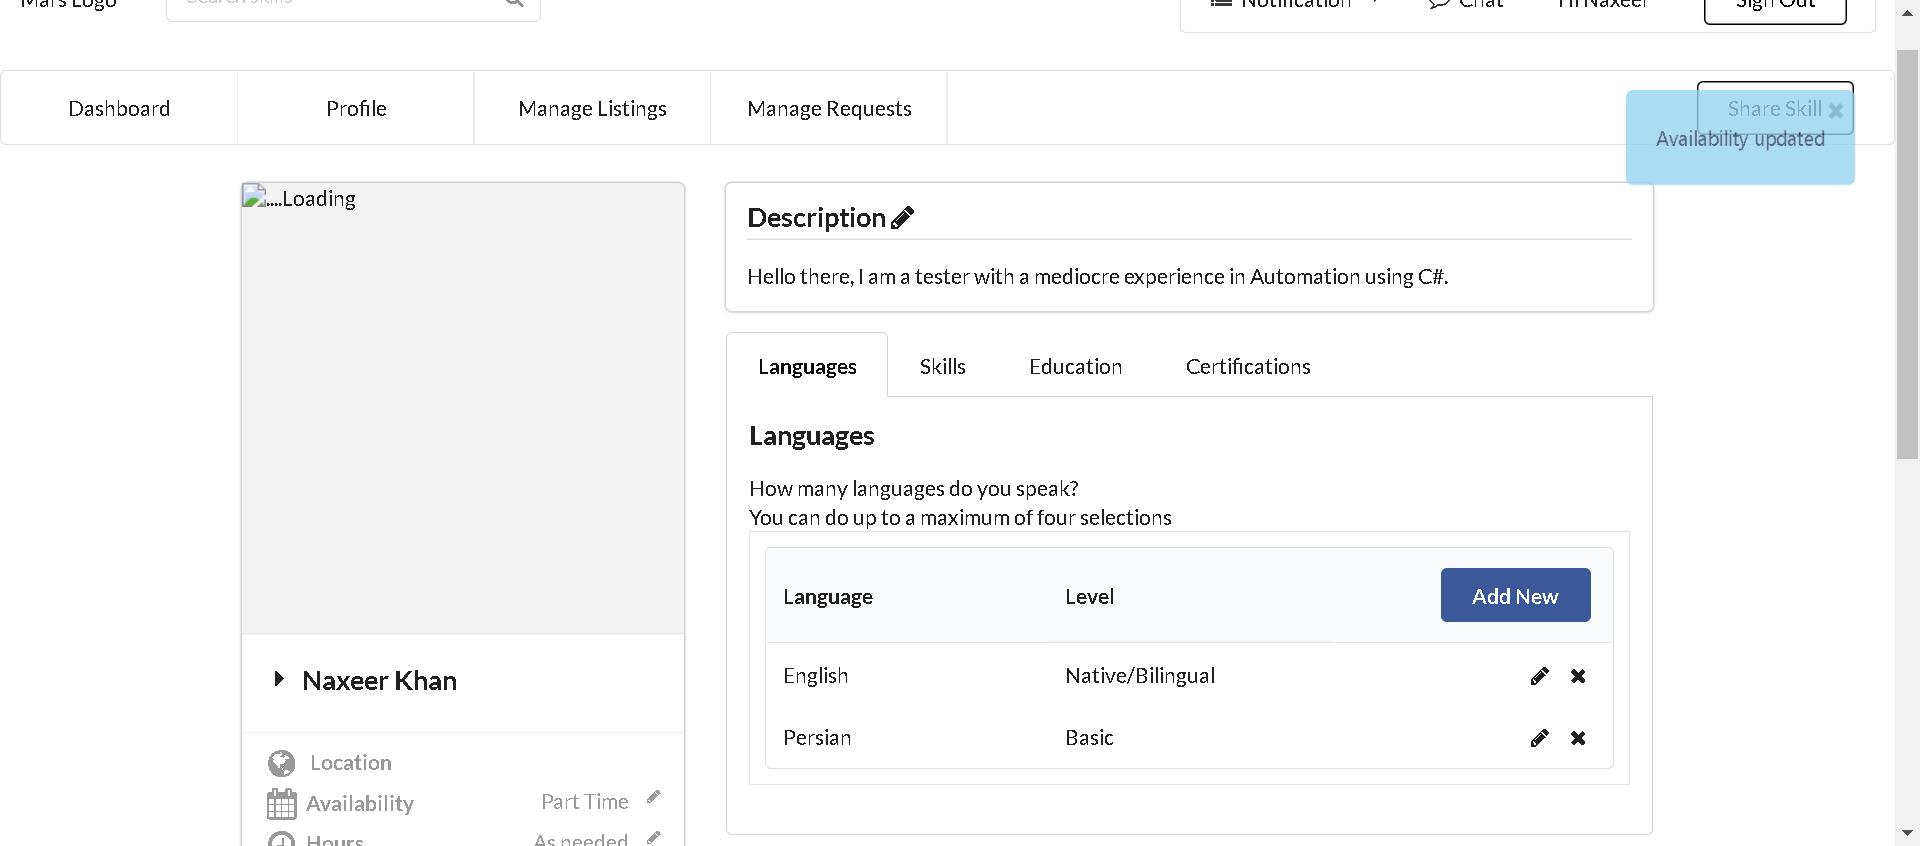 Mars Logo
Search skills
Notification
Chat
Hi Naxeer
Sign Out
Dashboard
Profile
Manage Listings
Manage Requests
Share Skill
Availability updated
....Loading
Description
Hello there, I am a tester with a mediocre experience in Automation using C#.
Languages
Skills
Education
Certifications
Languages
How many languages do you speak?
You can do up to a maximum of four selections
Language
Level
Add New
English
Native/Bilingual
Persian
Basic
Naxeer Khan
Location
Availability
Part Time
Hours
As needed